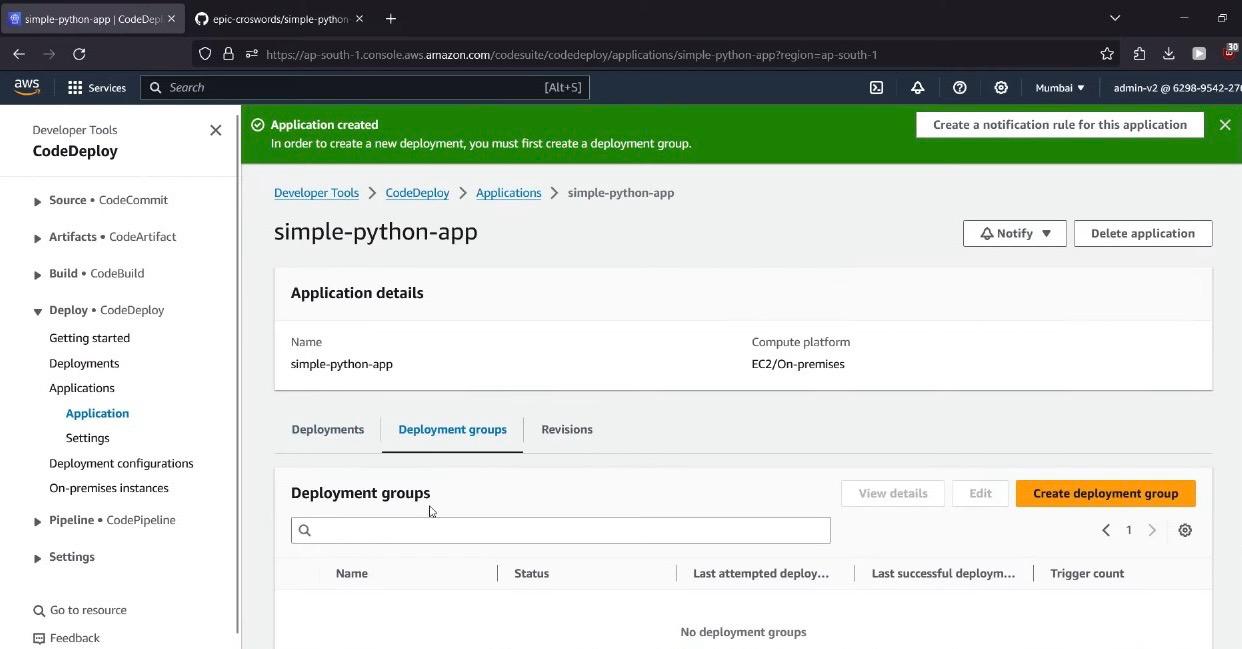 simple-python-app | CodeDepl
epic-croswords/simple-python-
https://ap-south-1.console.aws.amazon.com/codesuite/codedeploy/applications/simple-python-app?region=ap-south-1
30
aws
Services
Search
[Alt+S]
Mumbai
admin-v2 @ 6298-9542-27
Developer Tools
CodeDeploy
Source • CodeCommit
Artifacts • CodeArtifact
Build • CodeBuild
Deploy • CodeDeploy
Getting started
Deployments
Applications
Application
Settings
Deployment configurations
On-premises instances
Pipeline • CodePipeline
Settings
Go to resource
Feedback
Application created
In order to create a new deployment, you must first create a deployment group.
Create a notification rule for this application
Developer Tools
CodeDeploy
Applications
simple-python-app
simple-python-app
Notify
Delete application
Application details
Name
simple-python-app
Compute platform
EC2/On-premises
Deployments
Deployment groups
Revisions
Deployment groups
View details
Edit
Create deployment group
1
Name
Status
Last attempted deploy...
Last successful deploym...
Trigger count
No deployment groups